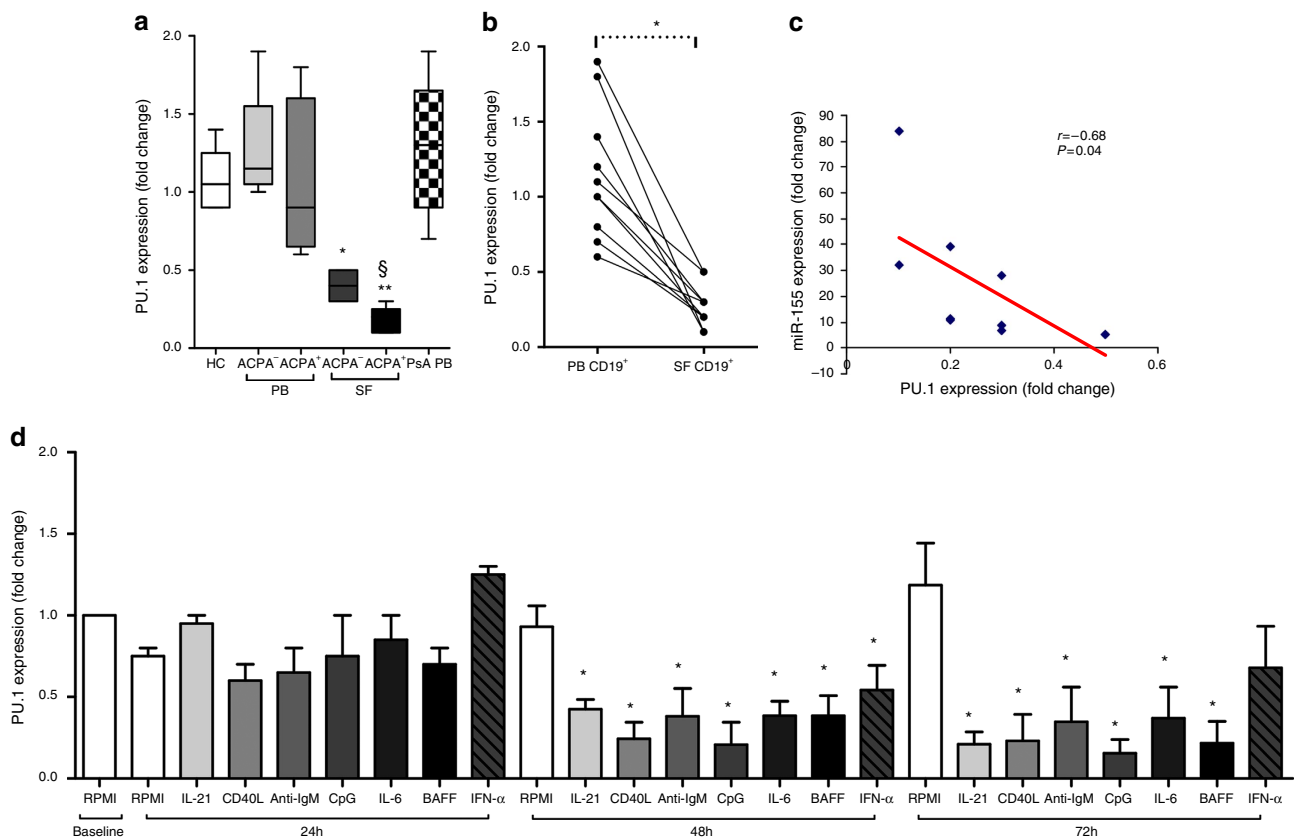 a
PU.1 expression (fold change)
2.0
1.5
1.0
0.5
0.0
*
§
**
HC ACPA⁻ ACPA⁺ ACPA⁻ ACPA⁺ PsA PB
PB SF
b
PU.1 expression (fold change)
2.0
1.5
1.0
0.5
0.0
*
PB CD19⁺ SF CD19⁺
c
miR-155 expression (fold change)
90
80
70
60
50
40
30
20
10
0
–10
r=–0.68
P=0.04
0 0.2 0.4 0.6
PU.1 expression (fold change)
d
PU.1 expression (fold change)
2.0
1.5
1.0
0.5
0.0
* * * * * * *
* * * * * *
RPMI RPMI IL-21 CD40L Anti-IgM CpG IL-6 BAFF IFN-α RPMI IL-21 CD40L Anti-IgM CpG IL-6 BAFF IFN-α RPMI IL-21 CD40L Anti-IgM CpG IL-6 BAFF IFN-α
Baseline 24h 48h 72h